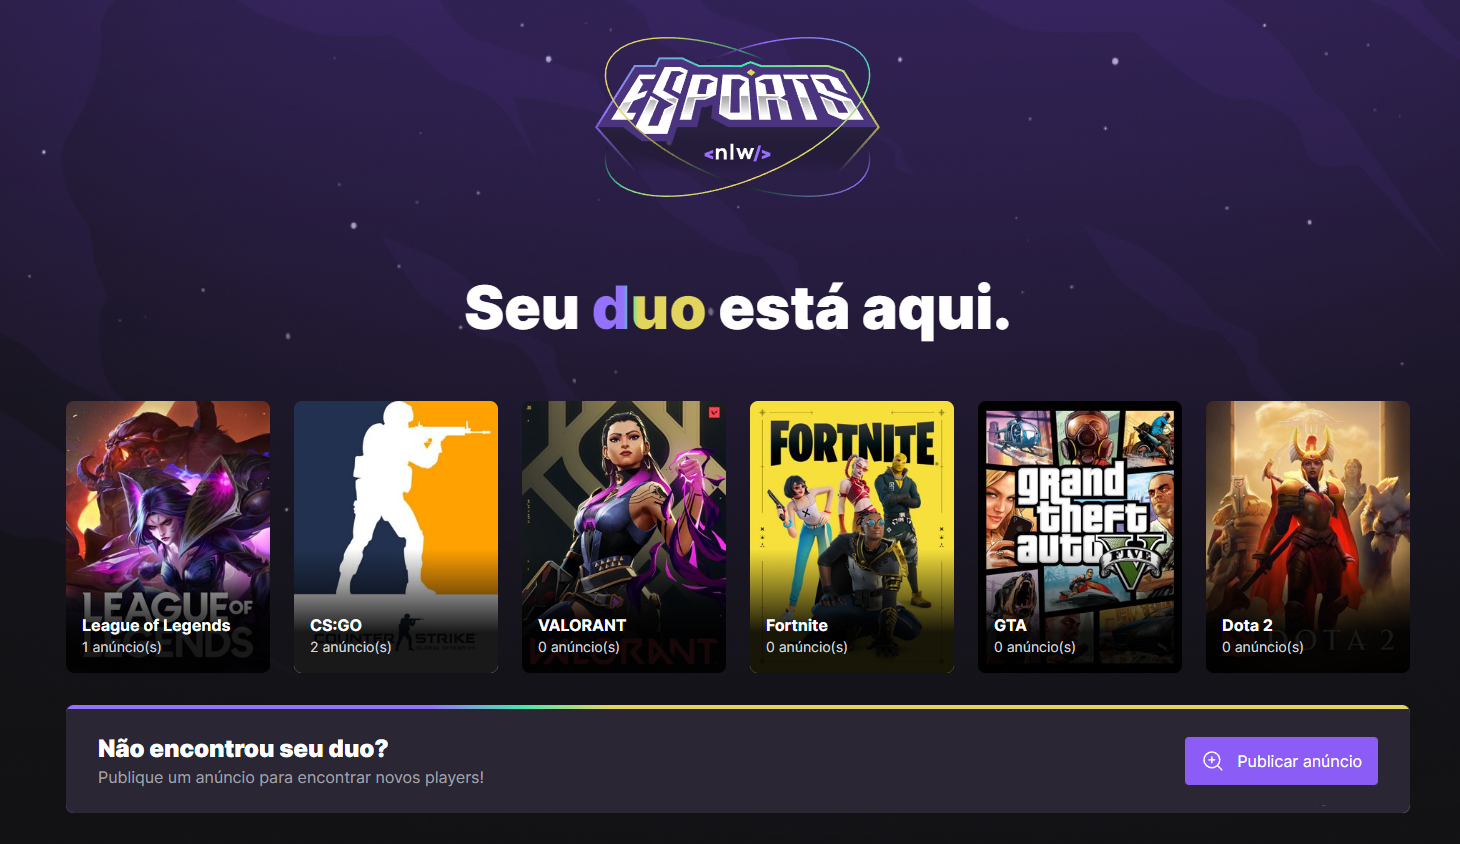 ESPORTS
<nlw/>
Seu duo está aqui.
LEAGUE OF
LEGENDS
League of Legends
1 anúncio(s)
COUNTER STRIKE
CS:GO
2 anúncio(s)
VALORANT
VALORANT
0 anúncio(s)
FORTNITE
Fortnite
0 anúncio(s)
grand
theft
auto
FIVE
GTA
0 anúncio(s)
DOTA 2
Dota 2
0 anúncio(s)
Não encontrou seu duo?
Publique um anúncio para encontrar novos players!
Publicar anúncio